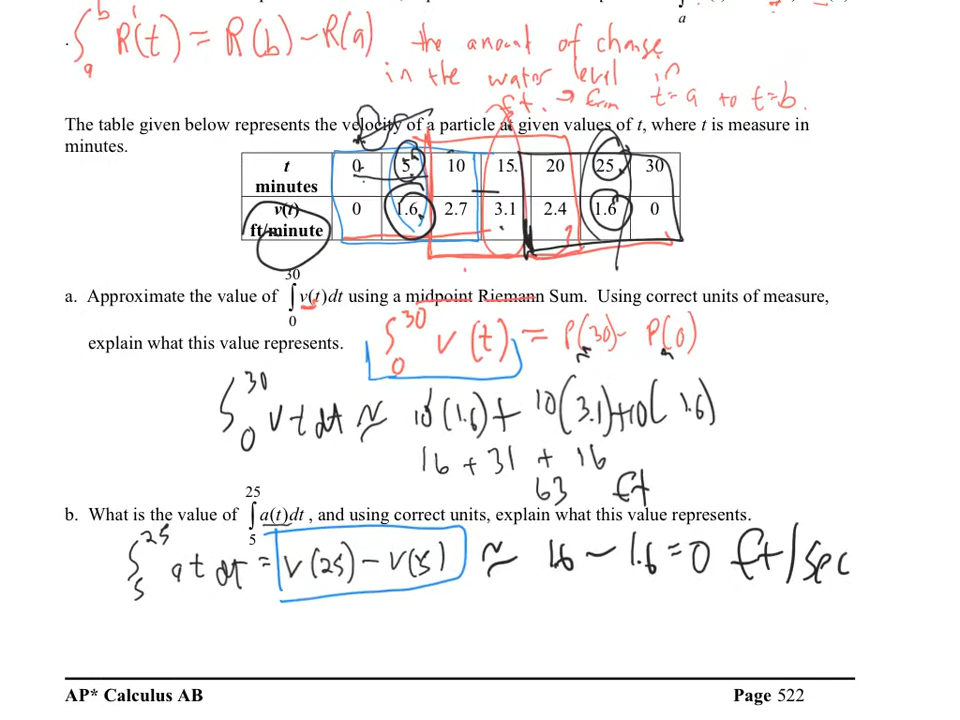 a
∫ₐᵇ R'(t) = R(b) - R(a) the amount of change
in the water level in
ft. → from t=a to t=b.
The table given below represents the velocity of a particle at given values of t, where t is measure in
minutes.
t minutes 0 5 10 15 20 25 30
v(t) ft/minute 0 1.6 2.7 3.1 2.4 1.6 0
a. Approximate the value of ∫₀³⁰ v(t)dt using a midpoint Riemann Sum. Using correct units of measure,
explain what this value represents.
∫₀³⁰ v(t) = P(30) - P(0)
∫₀³⁰ v t dt ≈ 10(1.6) + 10(3.1) + 10(1.6)
16 + 31 + 16
63 ft
b. What is the value of ∫₅²⁵ a(t)dt , and using correct units, explain what this value represents.
∫₅²⁵ a t dt = v(25) - v(5) ≈ 1.6 - 1.6 = 0 ft/sec
AP* Calculus AB Page 522